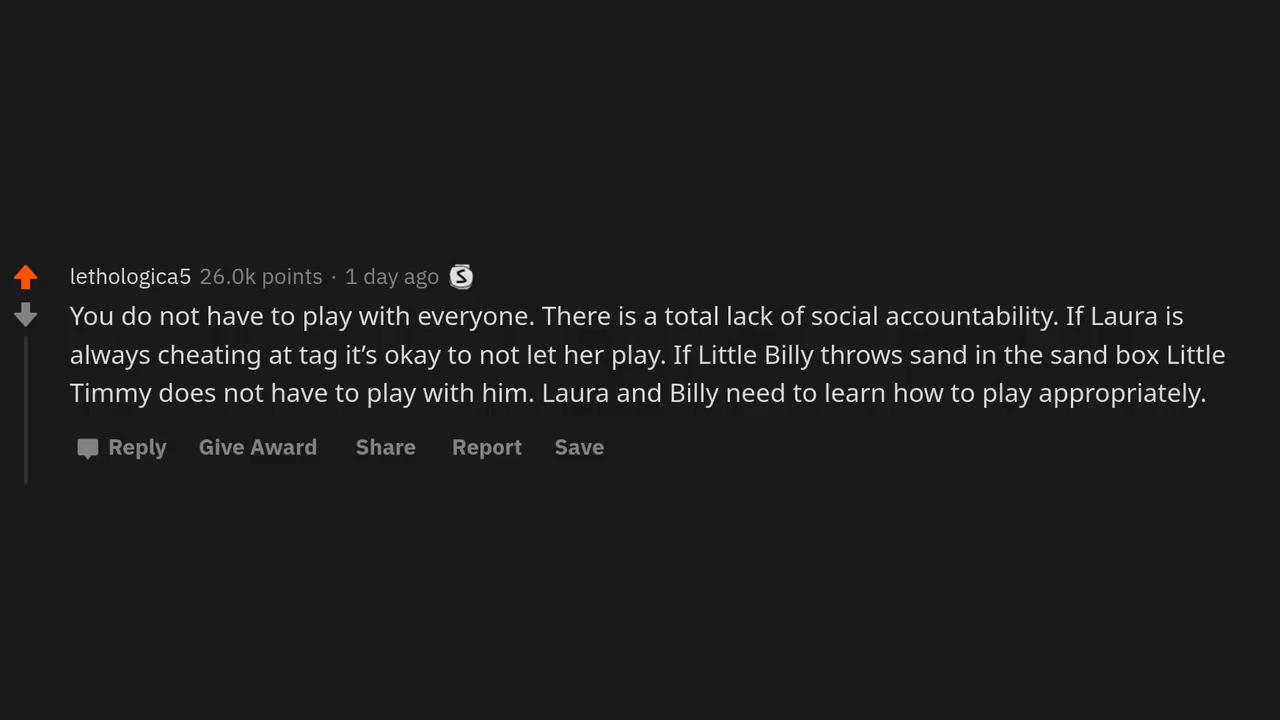 lethologica5 26.0k points · 1 day ago S
You do not have to play with everyone. There is a total lack of social accountability. If Laura is
always cheating at tag it’s okay to not let her play. If Little Billy throws sand in the sand box Little
Timmy does not have to play with him. Laura and Billy need to learn how to play appropriately.
Reply Give Award Share Report Save